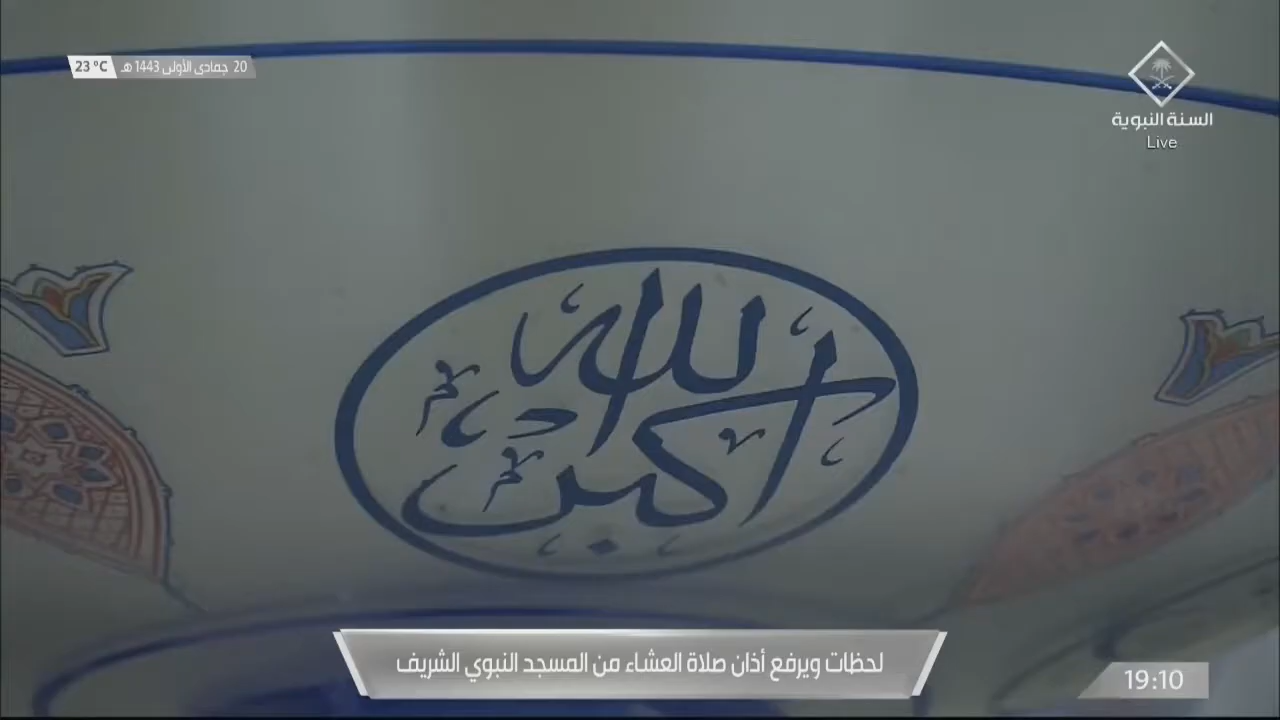 20 جمادى الأولى 1443 هـ 23 °C
السنة النبوية
Live
الله
أكبر
لحظات ويرفع أذان صلاة العشاء من المسجد النبوي الشريف
19:10